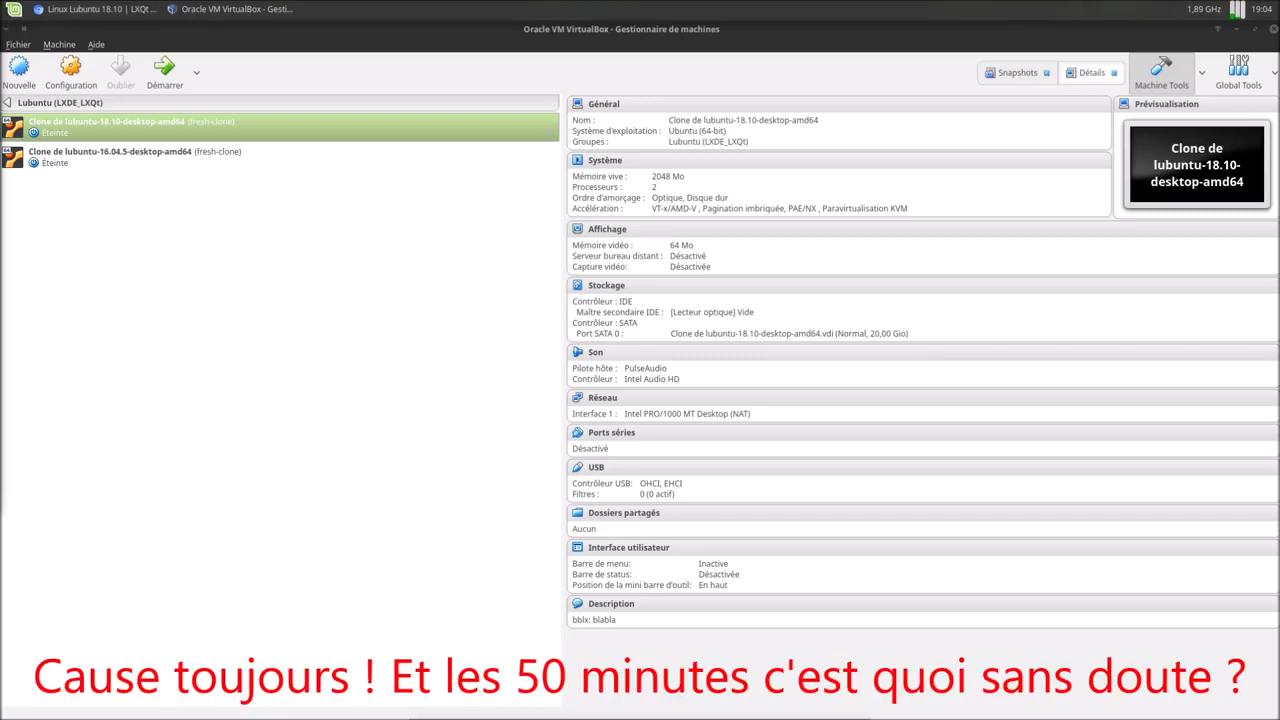 Linux Lubuntu 18.10 | LXQt ...
Oracle VM VirtualBox - Gesti...
1,89 GHz
19:04
Oracle VM VirtualBox - Gestionnaire de machines
Fichier Machine Aide
Nouvelle Configuration Oublier Démarrer
Snapshots Détails Machine Tools Global Tools
Lubuntu (LXDE_LXQt)
Clone de lubuntu-18.10-desktop-amd64 (fresh-clone)
Éteinte
Clone de lubuntu-16.04.5-desktop-amd64 (fresh-clone)
Éteinte
Général
Nom : Clone de lubuntu-18.10-desktop-amd64
Système d'exploitation : Ubuntu (64-bit)
Groupes : Lubuntu (LXDE_LXQt)
Système
Mémoire vive : 2048 Mo
Processeurs : 2
Ordre d'amorçage : Optique, Disque dur
Accélération : VT-x/AMD-V , Pagination imbriquée, PAE/NX , Paravirtualisation KVM
Prévisualisation
Clone de
lubuntu-18.10-
desktop-amd64
Affichage
Mémoire vidéo : 64 Mo
Serveur bureau distant : Désactivé
Capture vidéo: Désactivée
Stockage
Contrôleur : IDE
Maître secondaire IDE : [Lecteur optique] Vide
Contrôleur : SATA
Port SATA 0 : Clone de lubuntu-18.10-desktop-amd64.vdi (Normal, 20,00 Gio)
Son
Pilote hôte : PulseAudio
Contrôleur : Intel Audio HD
Réseau
Interface 1 : Intel PRO/1000 MT Desktop (NAT)
Ports séries
Désactivé
USB
Contrôleur USB: OHCI, EHCI
Filtres : 0 (0 actif)
Dossiers partagés
Aucun
Interface utilisateur
Barre de menu: Inactive
Barre de status: Désactivée
Position de la mini barre d'outil: En haut
Description
bblx: blabla
Cause toujours ! Et les 50 minutes c'est quoi sans doute ?